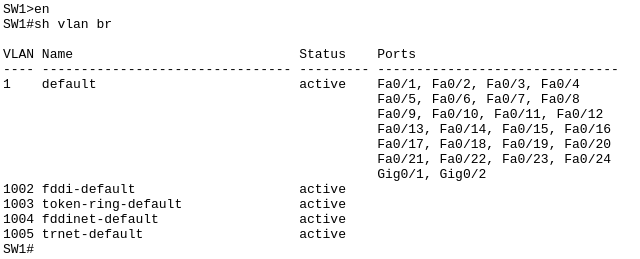 SW1>en
SW1#sh vlan br

VLAN Name                             Status    Ports
---- -------------------------------- --------- -------------------------------
1    default                          active    Fa0/1, Fa0/2, Fa0/3, Fa0/4
                                                Fa0/5, Fa0/6, Fa0/7, Fa0/8
                                                Fa0/9, Fa0/10, Fa0/11, Fa0/12
                                                Fa0/13, Fa0/14, Fa0/15, Fa0/16
                                                Fa0/17, Fa0/18, Fa0/19, Fa0/20
                                                Fa0/21, Fa0/22, Fa0/23, Fa0/24
                                                Gig0/1, Gig0/2
1002 fddi-default                     active
1003 token-ring-default               active
1004 fddinet-default                  active
1005 trnet-default                    active
SW1#